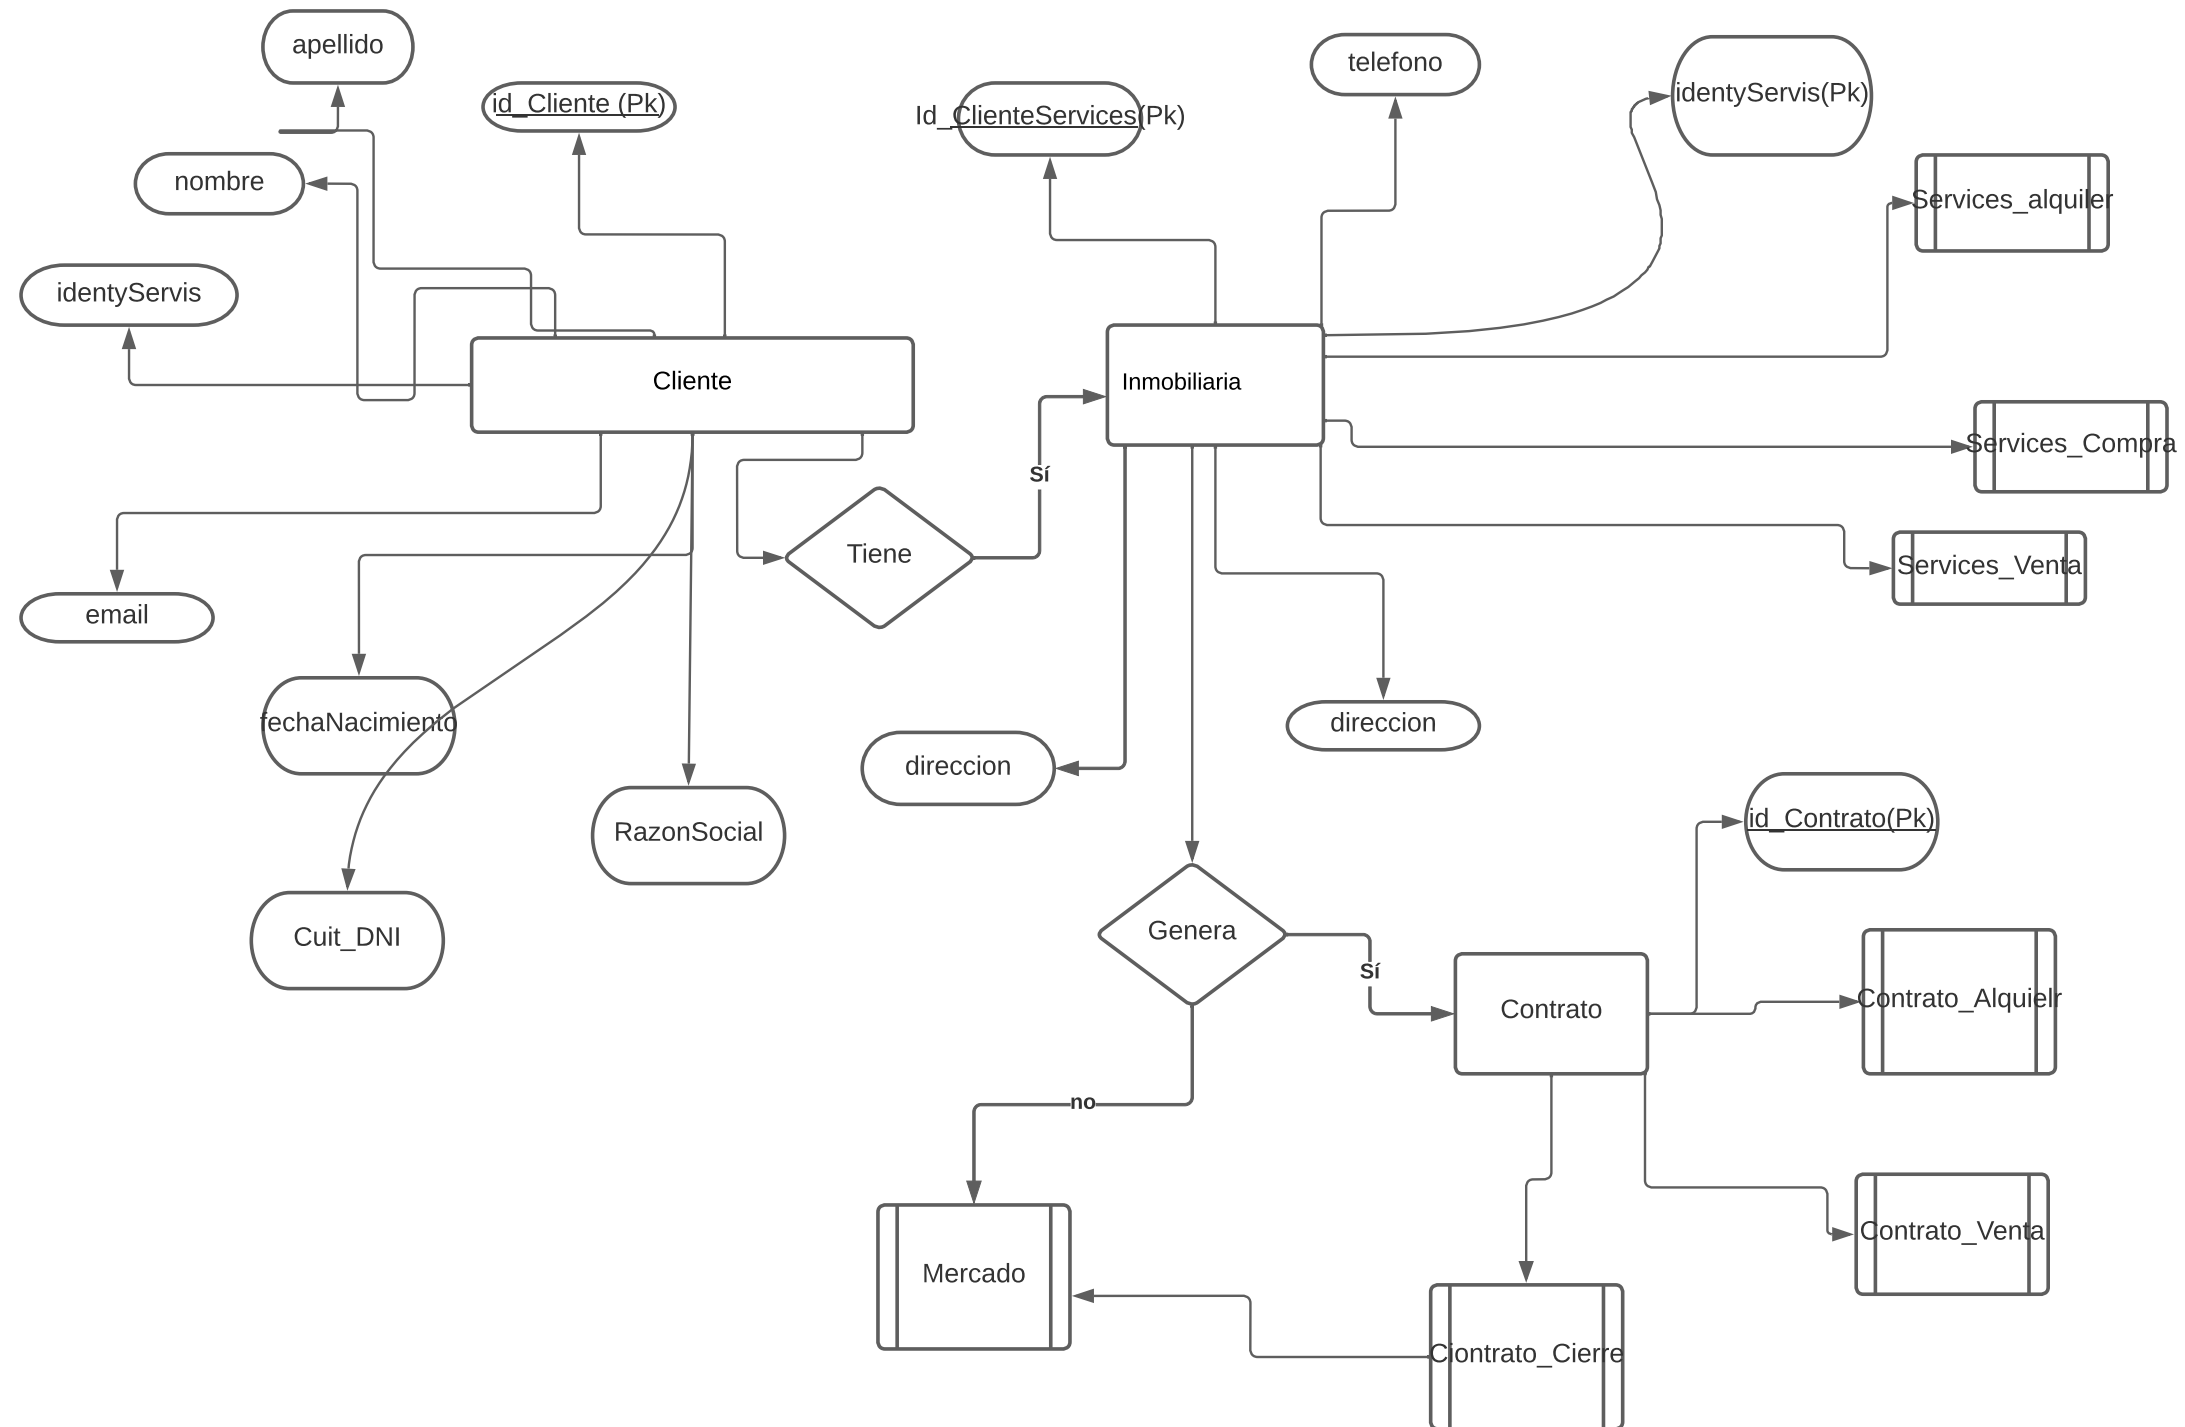 apellido
telefono
identyServis(Pk)
id_Cliente (Pk)
Id_ClienteServices(Pk)
nombre
Services_alquiler
identyServis
Cliente
Inmobiliaria
Services_Compra
Sí
Tiene
Services_Venta
email
fechaNacimiento
direccion
direccion
RazonSocial
id_Contrato(Pk)
Cuit_DNI
Genera
Sí
Contrato
Contrato_Alquielr
no
Contrato_Venta
Mercado
Ciontrato_Cierre